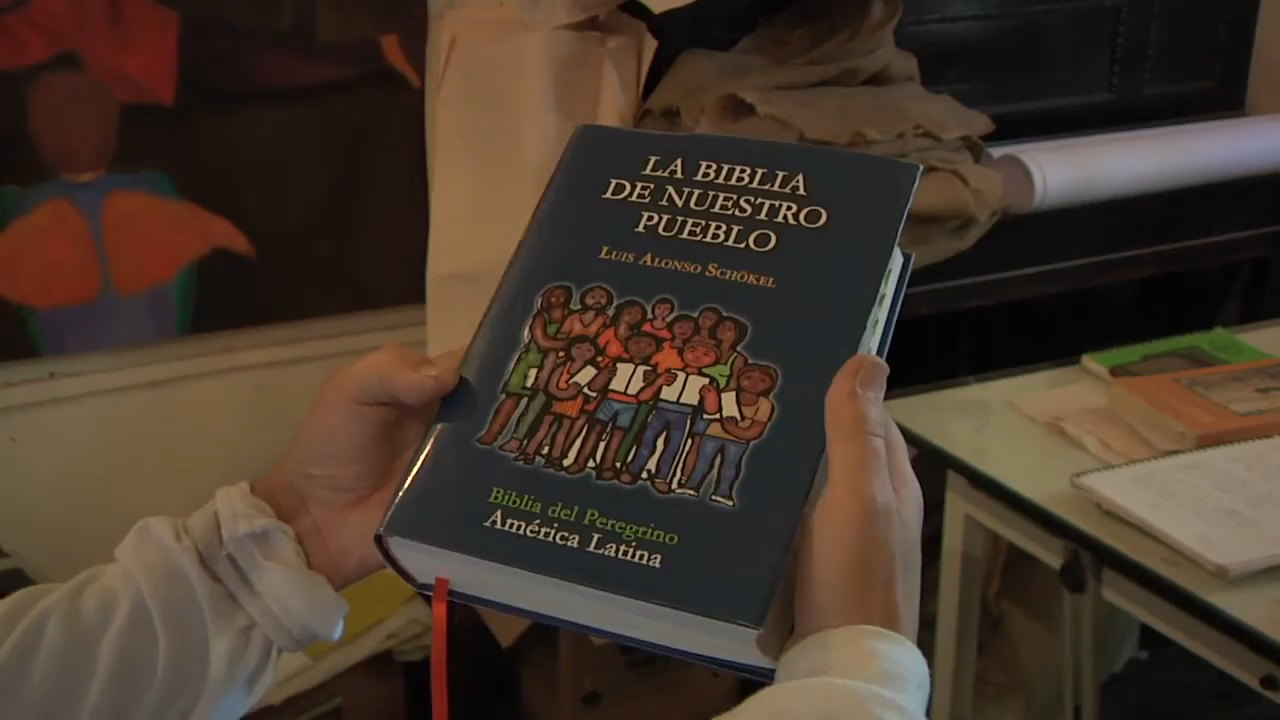 LA BIBLIA
DE NUESTRO
PUEBLO
LUIS ALONSO SCHÖKEL
Biblia del Peregrino
América Latina